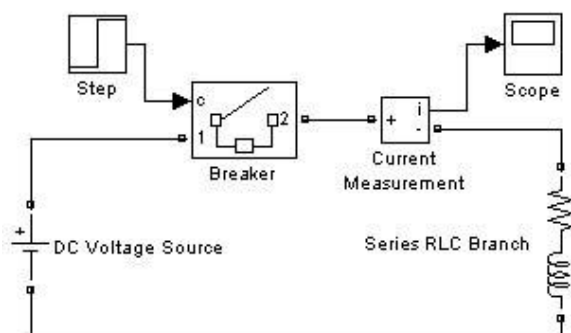 Step
c
1
2
Breaker
+
i
-
Current
Measurement
Scope
+
DC Voltage Source
Series RLC Branch